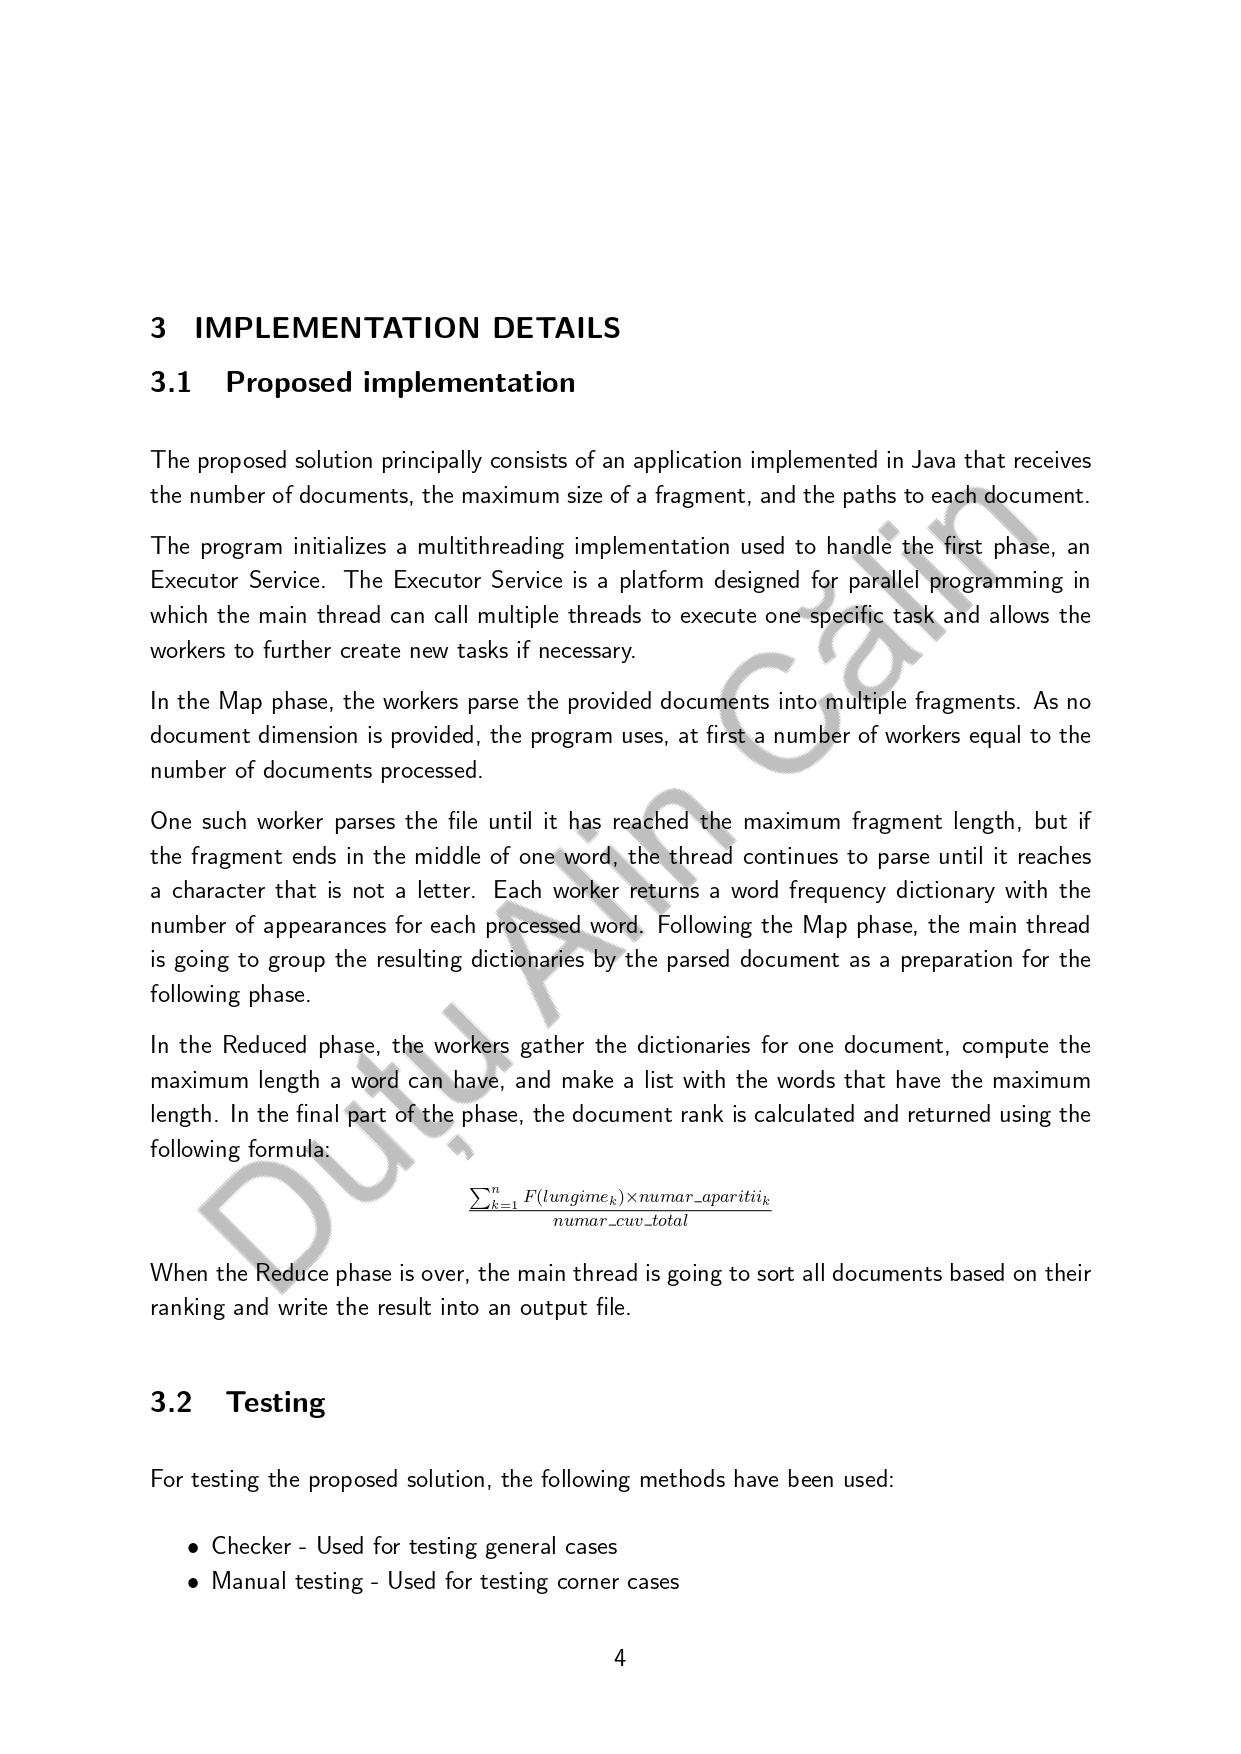 3 IMPLEMENTATION DETAILS
3.1 Proposed implementation
The proposed solution principally consists of an application implemented in Java that receives
the number of documents, the maximum size of a fragment, and the paths to each document.
The program initializes a multithreading implementation used to handle the first phase, an
Executor Service. The Executor Service is a platform designed for parallel programming in
which the main thread can call multiple threads to execute one specific task and allows the
workers to further create new tasks if necessary.
In the Map phase, the workers parse the provided documents into multiple fragments. As no
document dimension is provided, the program uses, at first a number of workers equal to the
number of documents processed.
One such worker parses the file until it has reached the maximum fragment length, but if
the fragment ends in the middle of one word, the thread continues to parse until it reaches
a character that is not a letter. Each worker returns a word frequency dictionary with the
number of appearances for each processed word. Following the Map phase, the main thread
is going to group the resulting dictionaries by the parsed document as a preparation for the
following phase.
In the Reduced phase, the workers gather the dictionaries for one document, compute the
maximum length a word can have, and make a list with the words that have the maximum
length. In the final part of the phase, the document rank is calculated and returned using the
following formula:
∑ⁿₖ₌₁ F(lungimeₖ)×numar_aparitiiₖ
numar_cuv_total
When the Reduce phase is over, the main thread is going to sort all documents based on their
ranking and write the result into an output file.
3.2 Testing
For testing the proposed solution, the following methods have been used:
• Checker - Used for testing general cases
• Manual testing - Used for testing corner cases
4
Duțu Alin Călin